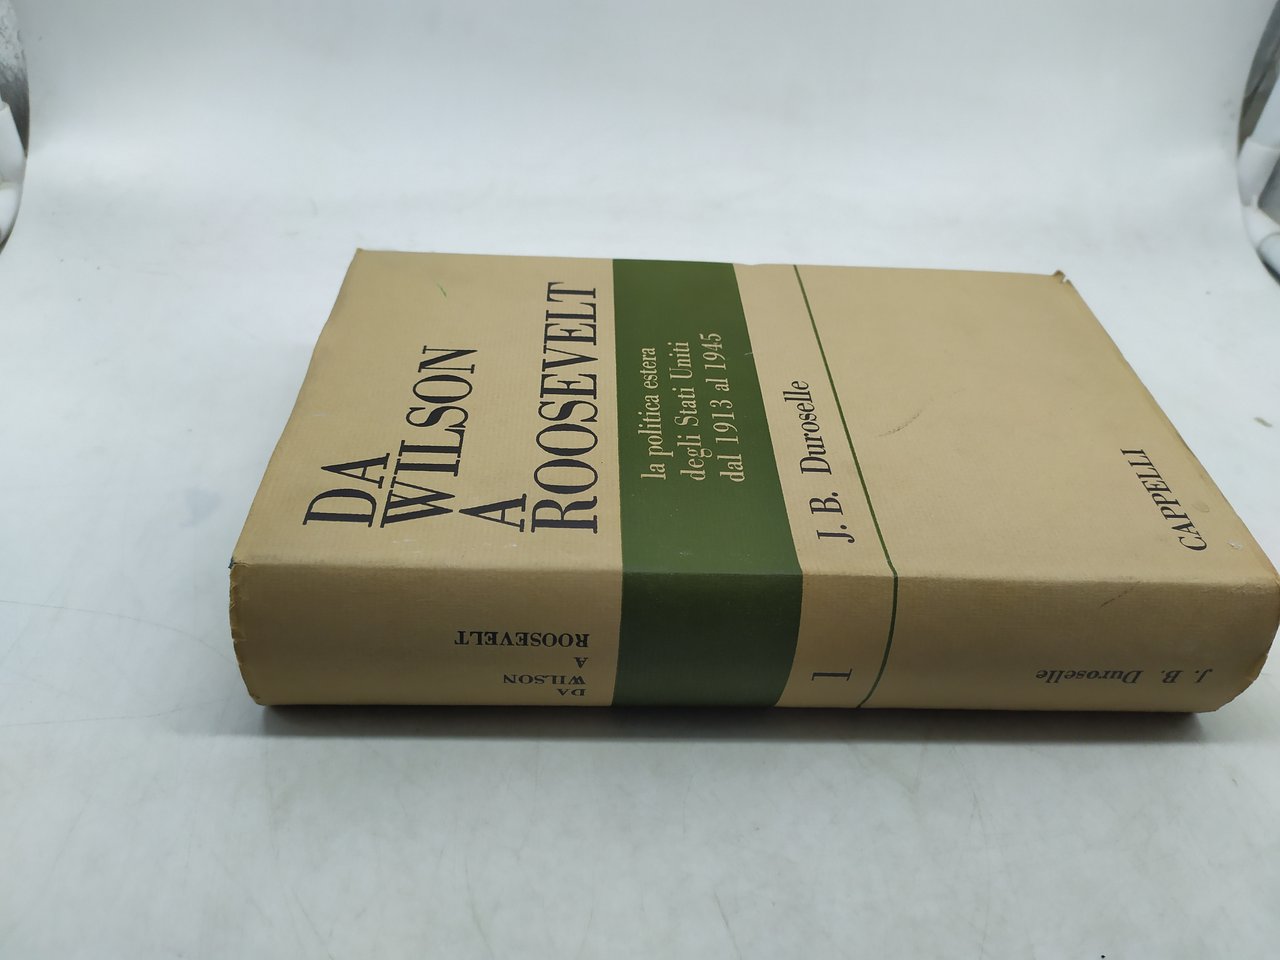 DA
WILSON
A
ROOSEVELT
la politica estera
degli Stati Uniti
dal 1913 al 1945
J. B. Duroselle
CAPPELLI
DA
WILSON
A
ROOSEVELT
1
J. B. Duroselle